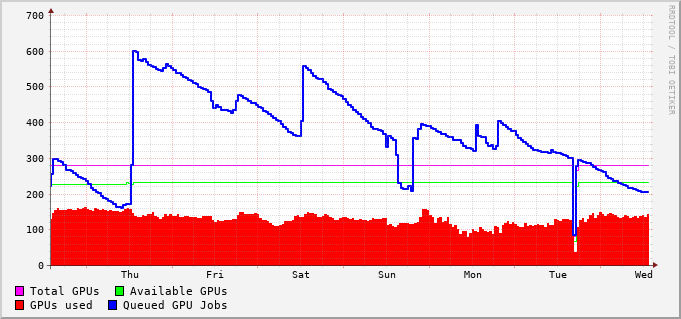 700
600
500
400
300
200
100
0
Thu Fri Sat Sun Mon Tue Wed
Total GPUs Available GPUs
GPUs used Queued GPU Jobs
RRDTOOL / TOBI OETIKER